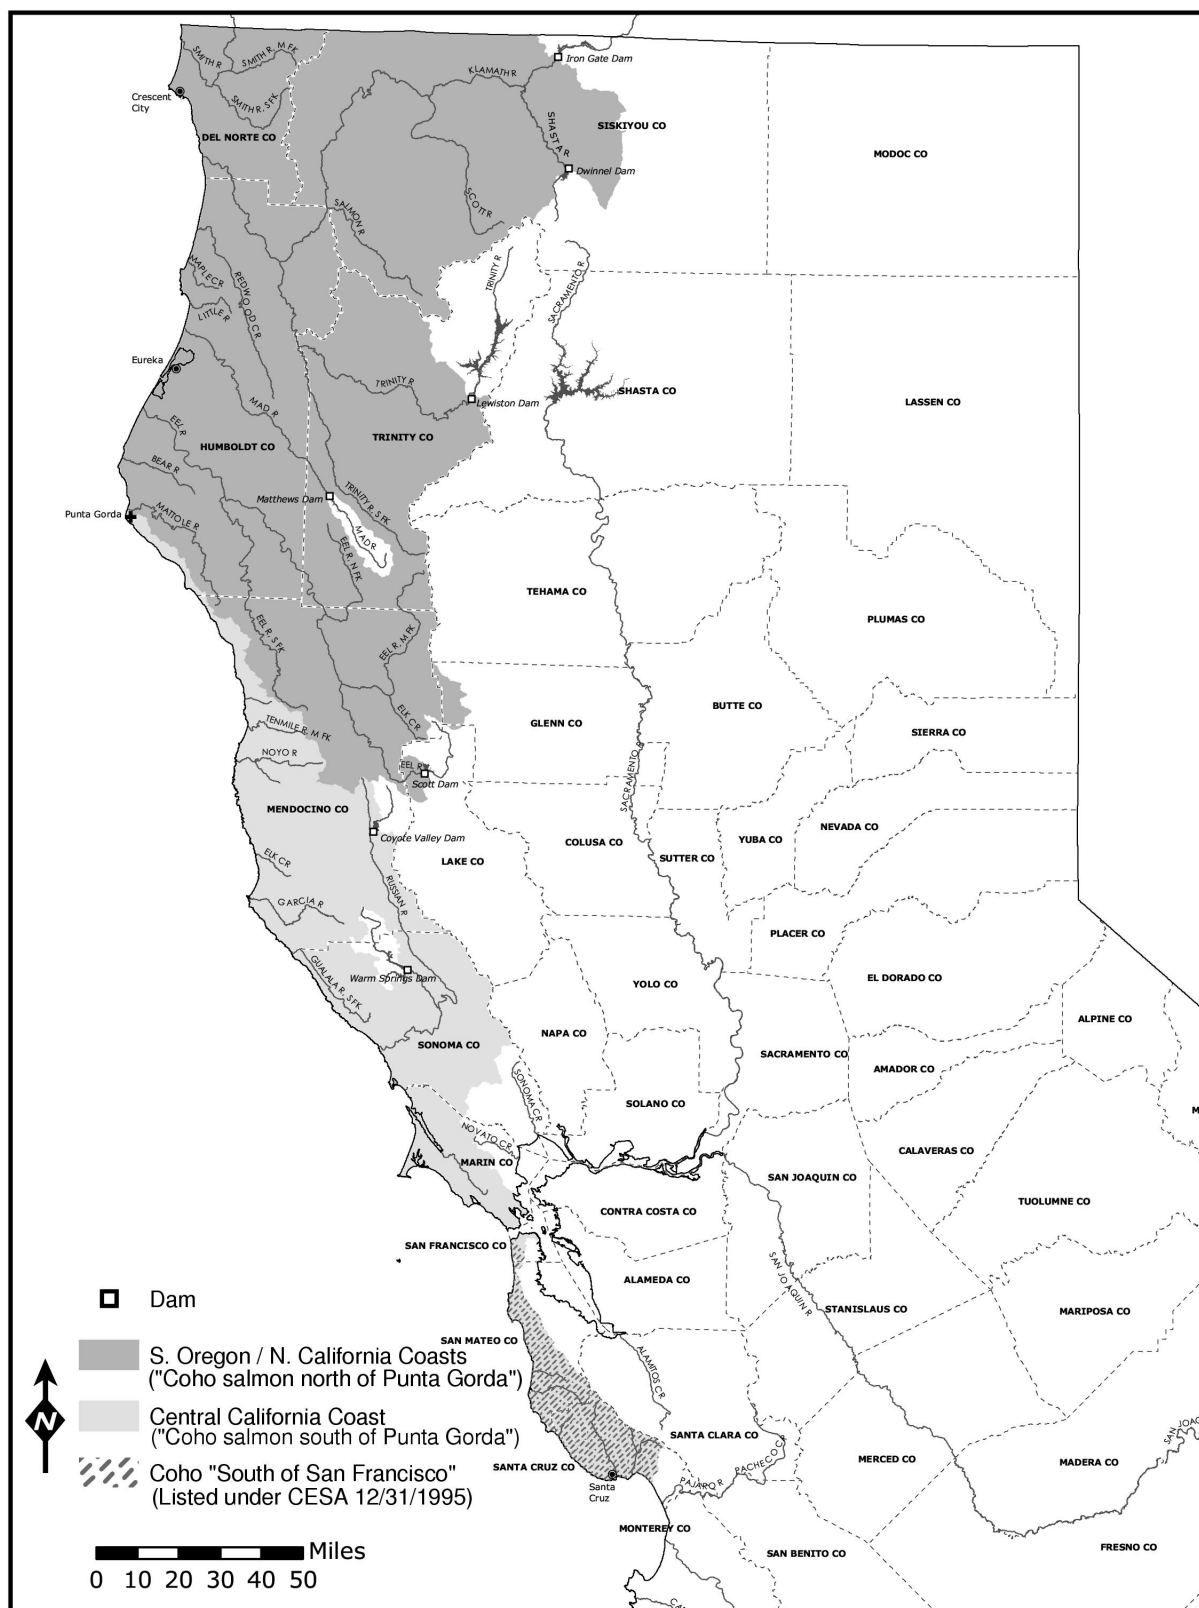 SMITH R
SMITH R, M FK
KLAMATH R
Iron Gate Dam
Crescent
City
SMITH R, S FK
DEL NORTE CO
SHASTA R
SISKIYOU CO
MODOC CO
Dwinnel Dam
SALMON R
SCOTT R
MAPLE CR
REDWOOD CR
TRINITY R
SACRAMENTO R
LITTLE R
Eureka
TRINITY R
Lewiston Dam
SHASTA CO
LASSEN CO
MAD R
EEL R
HUMBOLDT CO
TRINITY CO
BEAR R
Matthews Dam
TRINITY R, S FK
Punta Gorda
MATTOLE R
MAD R
EEL R, N FK
TEHAMA CO
PLUMAS CO
EEL R, S FK
EEL R, M FK
BUTTE CO
ELK CR
GLENN CO
SIERRA CO
TENMILE R, M FK
NOYO R
EEL R
Scott Dam
SACRAMENTO R
MENDOCINO CO
Coyote Valley Dam
COLUSA CO
YUBA CO
NEVADA CO
LAKE CO
SUTTER CO
ELK CR
RUSSIAN R
GARCIA R
PLACER CO
Warm Springs Dam
GUALALA R, S FK
YOLO CO
EL DORADO CO
ALPINE CO
SONOMA CO
NAPA CO
SACRAMENTO CO
AMADOR CO
SONOMA CR
SOLANO CO
M
NOVATO CR
CALAVERAS CO
MARIN CO
SAN JOAQUIN CO
TUOLUMNE CO
CONTRA COSTA CO
SAN FRANCISCO CO
ALAMEDA CO
SAN JOAQUIN R
STANISLAUS CO
MARIPOSA CO
Dam
SAN MATEO CO
ALAMITOS CR
S. Oregon / N. California Coasts
("Coho salmon north of Punta Gorda")
Central California Coast
("Coho salmon south of Punta Gorda")
N
SANTA CLARA CO
SAN JOAQ
PACHECO CR
MERCED CO
MADERA CO
SANTA CRUZ CO
Coho "South of San Francisco"
(Listed under CESA 12/31/1995)
Santa
Cruz
PAJARO R
MONTEREY CO
SAN BENITO CO
FRESNO CO
Miles
0 10 20 30 40 50